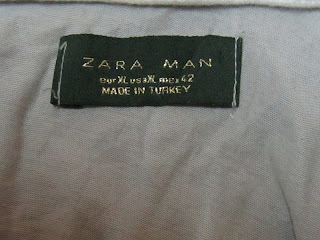 ZARA MAN
eur XL usa XL mex 42
MADE IN TURKEY